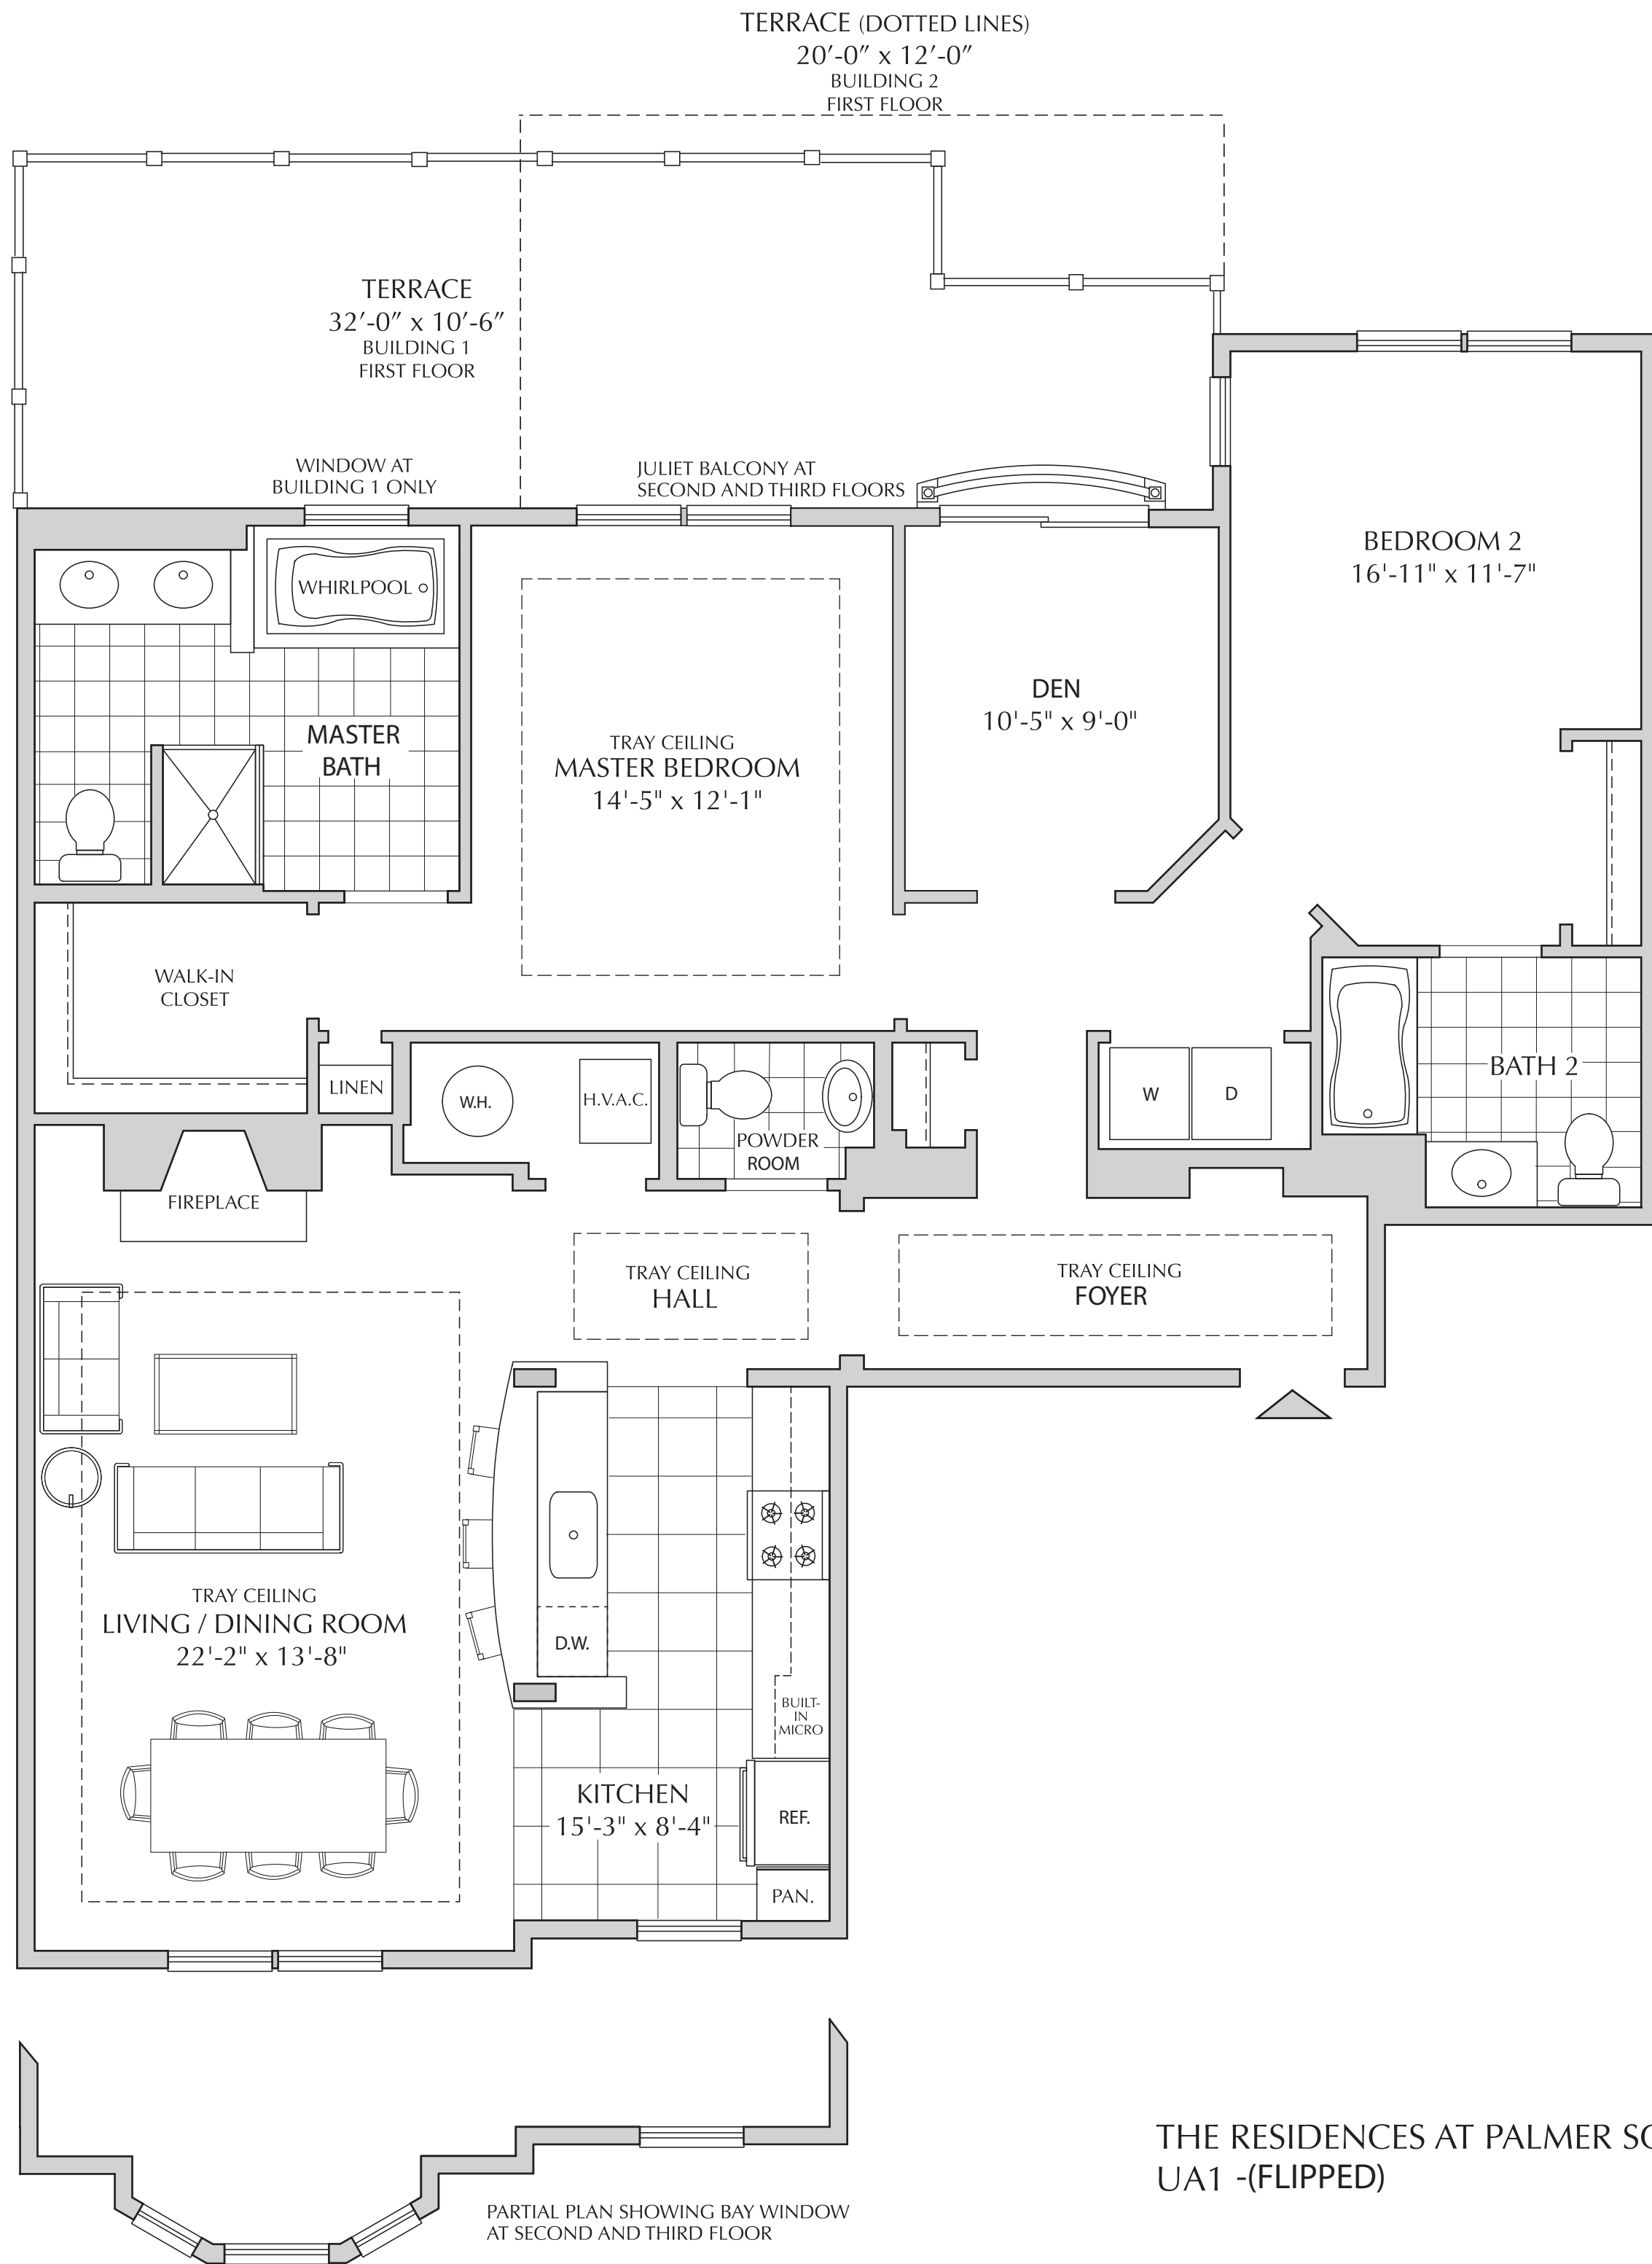 TERRACE (DOTTED LINES)
20'-0" x 12'-0"
BUILDING 2
FIRST FLOOR
TERRACE
32'-0" x 10'-6"
BUILDING 1
FIRST FLOOR
WINDOW AT
BUILDING 1 ONLY
JULIET BALCONY AT
SECOND AND THIRD FLOORS
WHIRLPOOL
BEDROOM 2
16'-11" x 11'-7"
DEN
10'-5" x 9'-0"
MASTER
BATH
TRAY CEILING
MASTER BEDROOM
14'-5" x 12'-1"
WALK-IN
CLOSET
LINEN
W.H.
H.V.A.C.
POWDER
ROOM
W
D
BATH 2
FIREPLACE
TRAY CEILING
HALL
TRAY CEILING
FOYER
TRAY CEILING
LIVING / DINING ROOM
22'-2" x 13'-8"
D.W.
BUILT-
IN
MICRO
KITCHEN
15'-3" x 8'-4"
REF.
PAN.
PARTIAL PLAN SHOWING BAY WINDOW
AT SECOND AND THIRD FLOOR
THE RESIDENCES AT PALMER
UA1 -(FLIPPED)